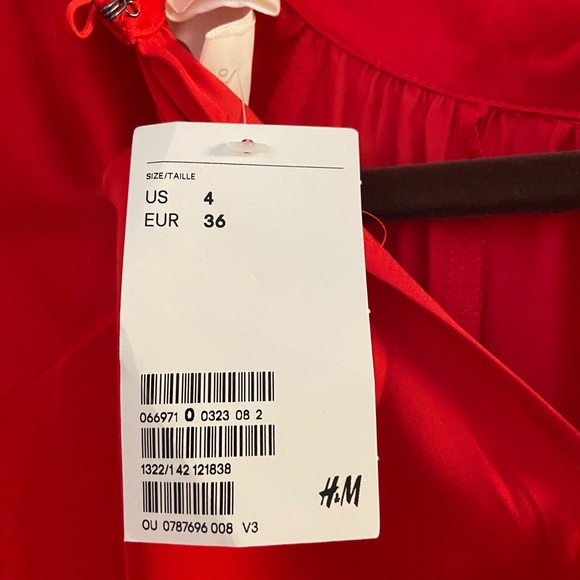 SIZE/TAILLE
US 4
EUR 36
066971 0 0323 08 2
1322/1 42 121838
OU 0787696 008 V3
H&M